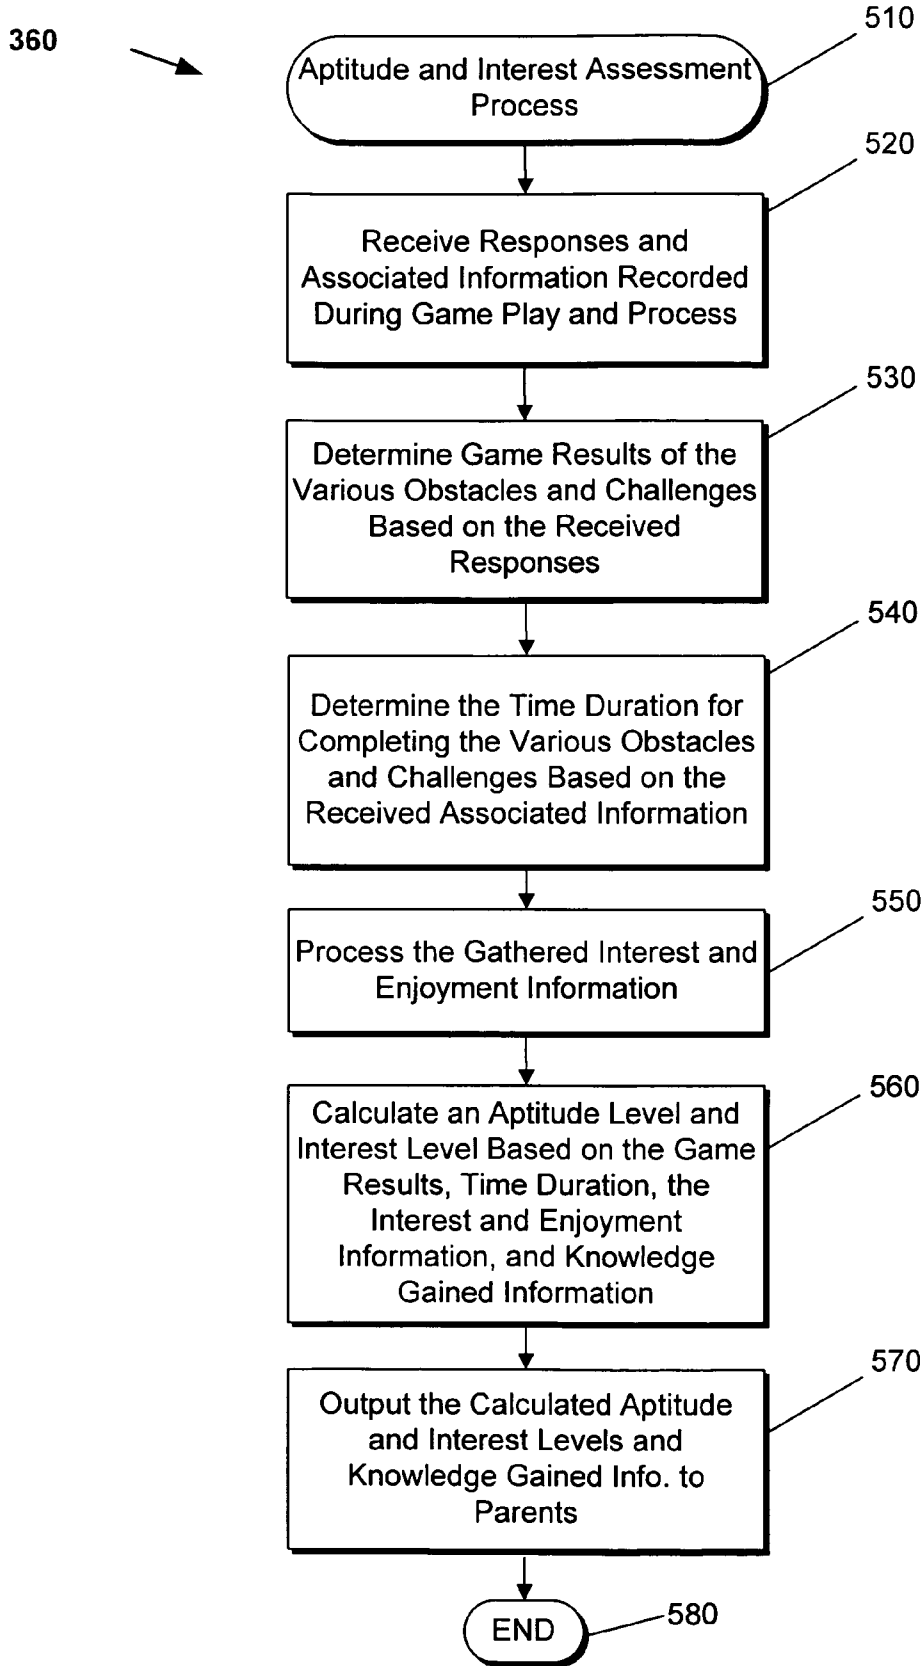 360
510
Aptitude and Interest Assessment
Process
520
Receive Responses and
Associated Information Recorded
During Game Play and Process
530
Determine Game Results of the
Various Obstacles and Challenges
Based on the Received
Responses
540
Determine the Time Duration for
Completing the Various Obstacles
and Challenges Based on the
Received Associated Information
550
Process the Gathered Interest and
Enjoyment Information
560
Calculate an Aptitude Level and
Interest Level Based on the Game
Results, Time Duration, the
Interest and Enjoyment
Information, and Knowledge
Gained Information
570
Output the Calculated Aptitude
and Interest Levels and
Knowledge Gained Info. to
Parents
END
580